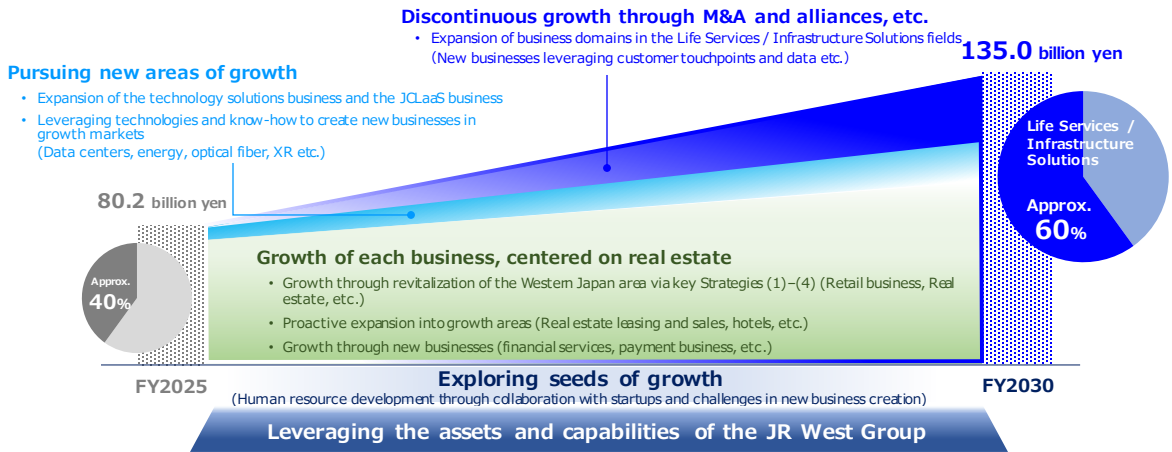 Discontinuous growth through M&A and alliances, etc.
• Expansion of business domains in the Life Services / Infrastructure Solutions fields
(New businesses leveraging customer touchpoints and data etc.)
135.0 billion yen
Pursuing new areas of growth
• Expansion of the technology solutions business and the JCLaaS business
• Leveraging technologies and know-how to create new businesses in
growth markets
(Data centers, energy, optical fiber, XR etc.)
Life Services /
Infrastructure
Solutions
Approx.
60%
80.2 billion yen
Approx.
40%
Growth of each business, centered on real estate
• Growth through revitalization of the Western Japan area via key Strategies (1)–(4) (Retail business, Real
estate, etc.)
• Proactive expansion into growth areas (Real estate leasing and sales, hotels, etc.)
• Growth through new businesses (financial services, payment business, etc.)
FY2025
Exploring seeds of growth
FY2030
(Human resource development through collaboration with startups and challenges in new business creation)
Leveraging the assets and capabilities of the JR West Group